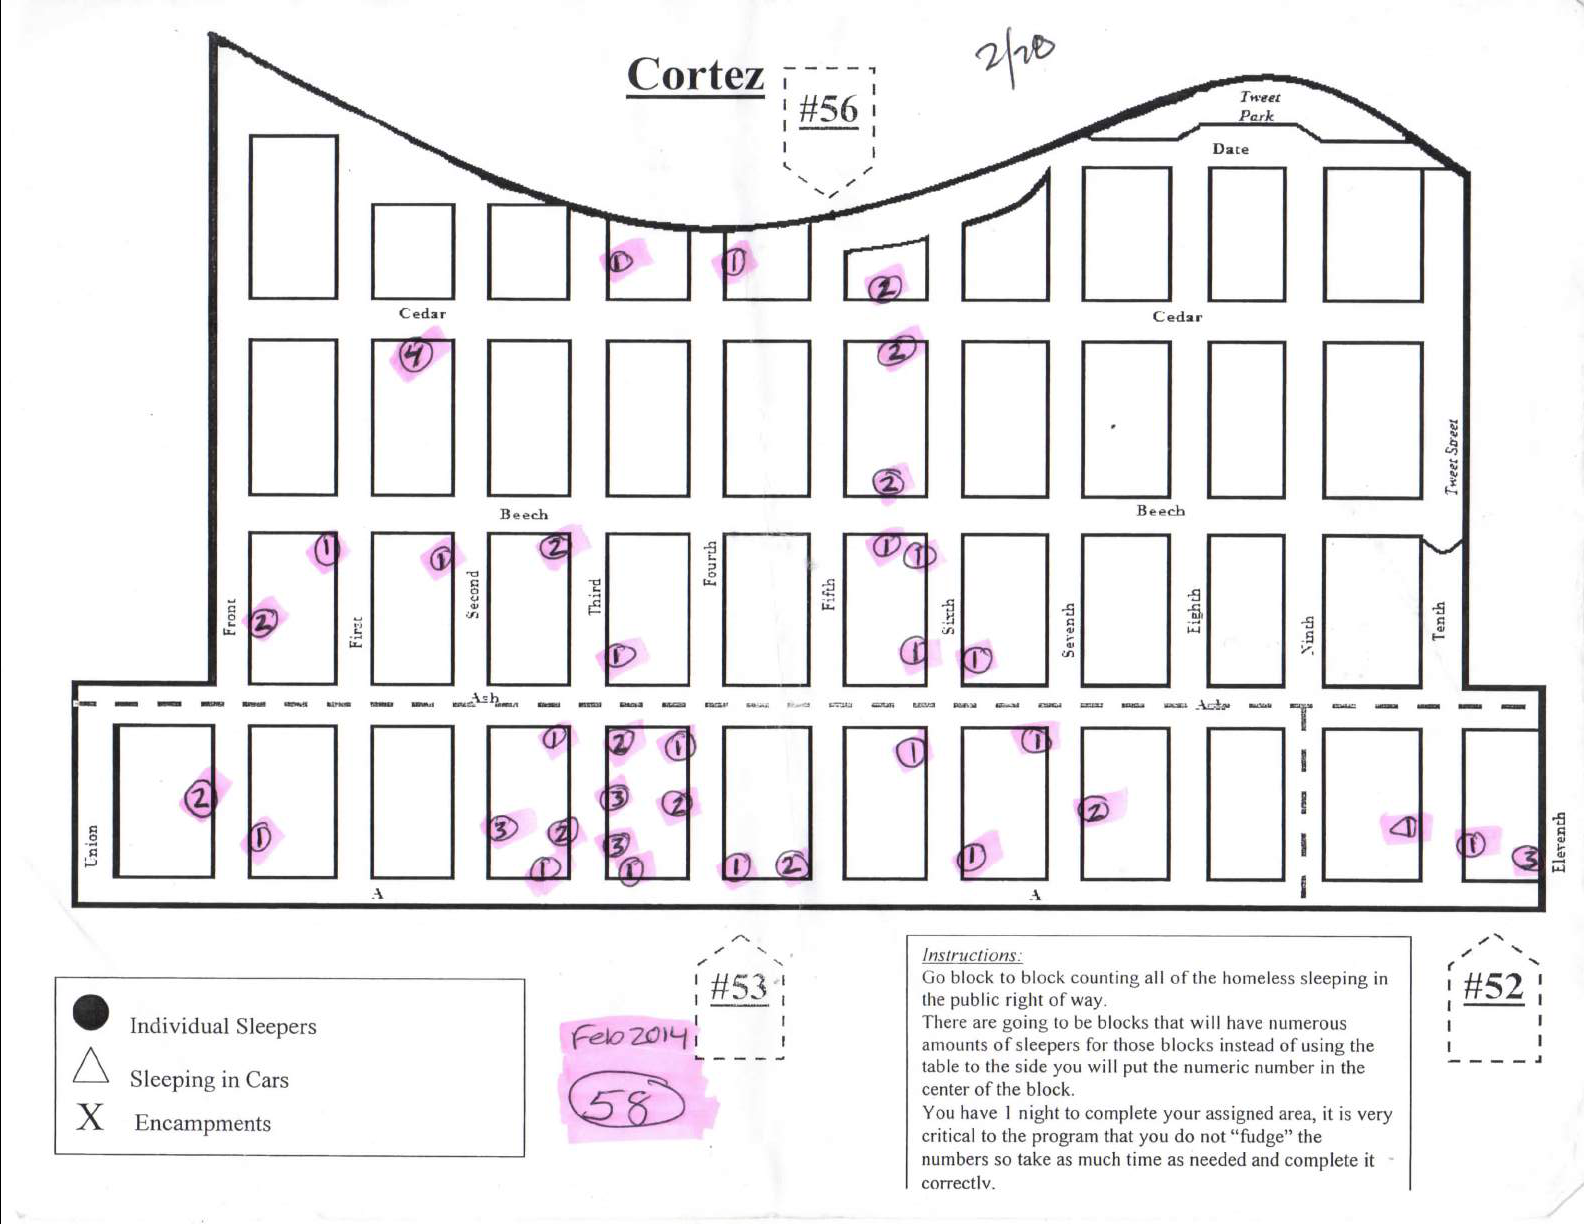 2/20
Cortez
#56
Tweet
Park
Date
1
1
2
Cedar
Cedar
4
2
2
Tweet Street
Beech
Beech
1
1
2
1
1
2
1
1
1
Front
First
Second
Third
Fourth
Fifth
Sixth
Seventh
Eighth
Ninth
Tenth
Ash
Ash
1
2
1
1
1
2
3
2
2
1
3
2
3
1
1
1
1
2
1
1
1
3
Union
Eleventh
A
A
#53
#52
Individual Sleepers
Sleeping in Cars
X
Encampments
Feb 2014
58
Instructions:
Go block to block counting all of the homeless sleeping in
the public right of way.
There are going to be blocks that will have numerous
amounts of sleepers for those blocks instead of using the
table to the side you will put the numeric number in the
center of the block.
You have 1 night to complete your assigned area, it is very
critical to the program that you do not “fudge” the
numbers so take as much time as needed and complete it
correctly.